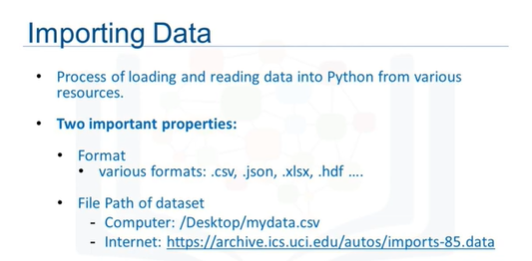 Importing Data
• Process of loading and reading data into Python from various
resources.
• Two important properties:
• Format
• various formats: .csv, .json, .xlsx, .hdf ....
• File Path of dataset
- Computer: /Desktop/mydata.csv
- Internet: https://archive.ics.uci.edu/autos/imports-85.data